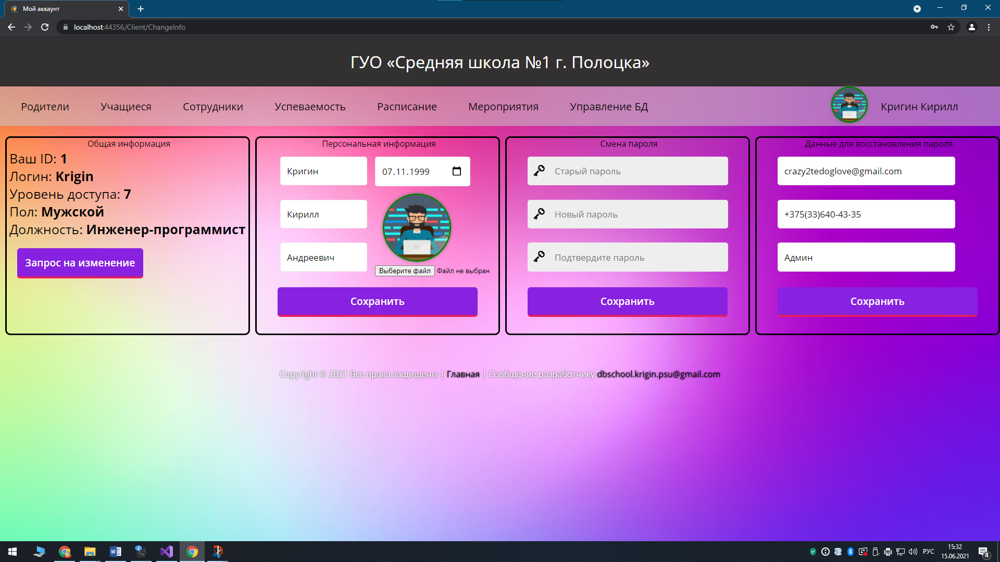 Мой аккаунт
localhost:44356/Client/ChangeInfo
ГУО «Средняя школа №1 г. Полоцка»
Родители Учащиеся Сотрудники Успеваемость Расписание Мероприятия Управление БД Кригин Кирилл
Общая информация
Ваш ID: 1
Логин: Krigin
Уровень доступа: 7
Пол: Мужской
Должность: Инженер-программист
Запрос на изменение
Персональная информация
Кригин 07.11.1999
Кирилл
Андреевич
Выберите файл Файл не выбран
Сохранить
Смена пароля
Старый пароль
Новый пароль
Подтвердите пароль
Сохранить
Данные для восстановления пароля
crazy2tedoglove@gmail.com
+375(33)640-43-35
Админ
Сохранить
Copyright © 2021 Все права защищены | Главная | Сообщение разработчику dbschool.krigin.psu@gmail.com
РУС
15:32
15.06.2021
4